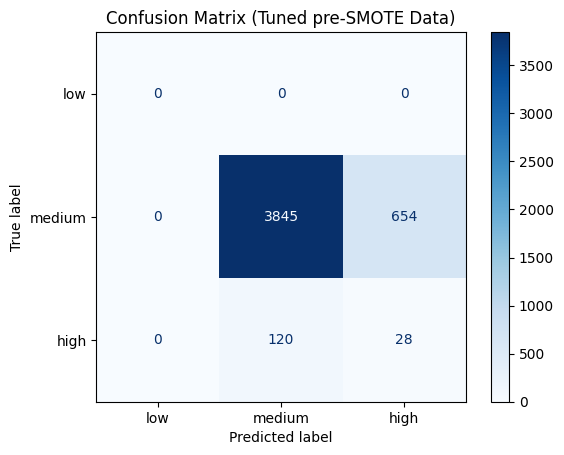 Confusion Matrix (Tuned pre-SMOTE Data)
True label
low
medium
high
0 0 0
0 3845 654
0 120 28
low medium high
Predicted label
3500
3000
2500
2000
1500
1000
500
0